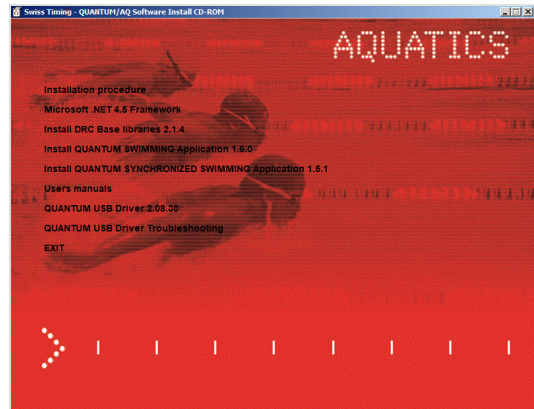 Swiss Timing - QUANTUM/AQ Software Install CD-ROM
AQUATICS
Installation procedure
Microsoft .NET 4.5 Framework
Install DRC Base libraries 2.1.4
Install QUANTUM SWIMMING Application 1.6.0
Install QUANTUM SYNCHRONIZED SWIMMING Application 1.5.1
Users manuals
QUANTUM USB Driver 2.08.30
QUANTUM USB Driver Troubleshooting
EXIT